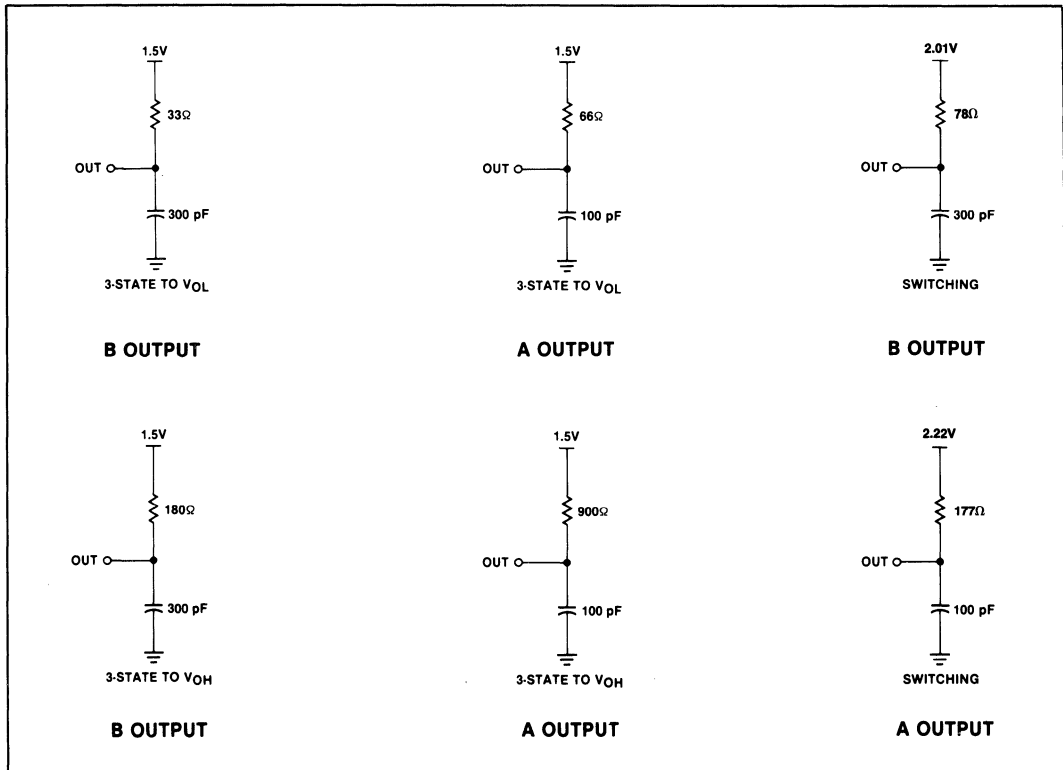 1.5V
33Ω
OUT
300 pF
3-STATE TO VOL
B OUTPUT
1.5V
66Ω
OUT
100 pF
3-STATE TO VOL
A OUTPUT
2.01V
78Ω
OUT
300 pF
SWITCHING
B OUTPUT
1.5V
180Ω
OUT
300 pF
3-STATE TO VOH
B OUTPUT
1.5V
900Ω
OUT
100 pF
3-STATE TO VOH
A OUTPUT
2.22V
177Ω
OUT
100 pF
SWITCHING
A OUTPUT